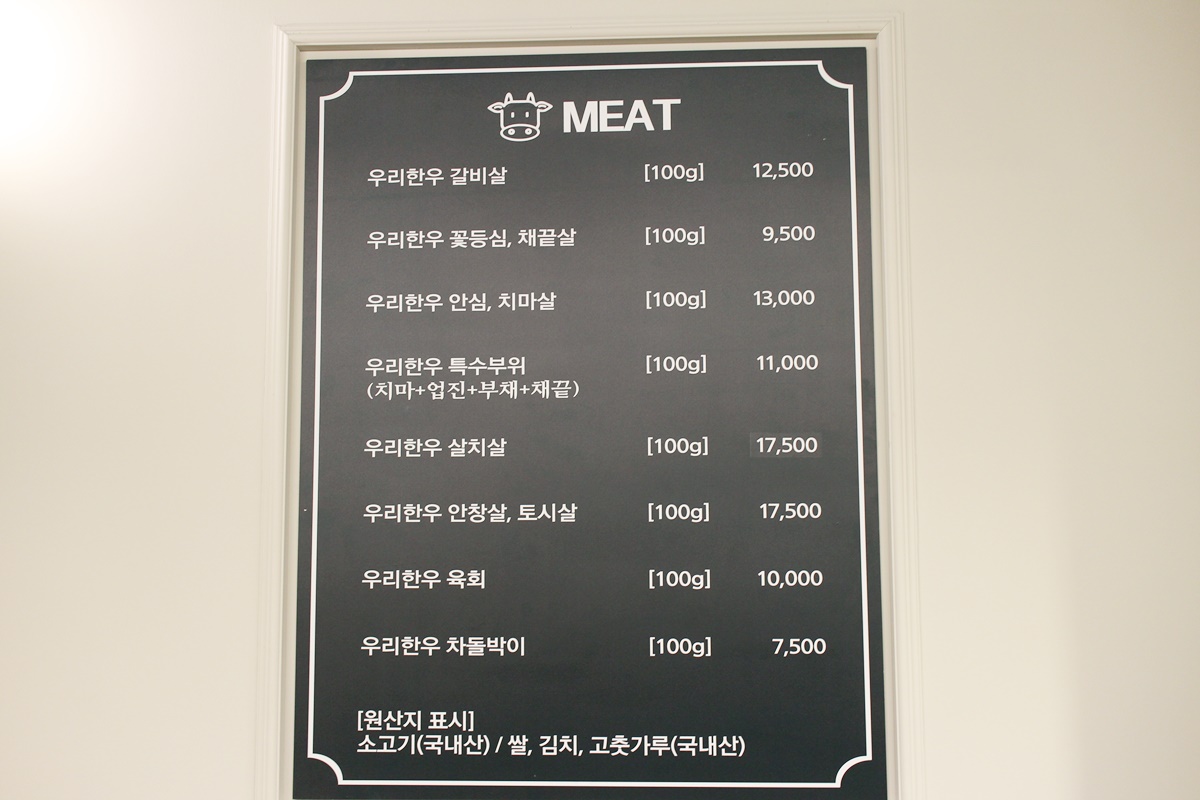 MEAT
우리한우 갈비살 [100g] 12,500
우리한우 꽃등심, 채끝살 [100g] 9,500
우리한우 안심, 치마살 [100g] 13,000
우리한우 특수부위 [100g] 11,000
(치마+업진+부채+채끝)
우리한우 살치살 [100g] 17,500
우리한우 안창살, 토시살 [100g] 17,500
우리한우 육회 [100g] 10,000
우리한우 차돌박이 [100g] 7,500
[원산지 표시]
소고기(국내산) / 쌀, 김치, 고춧가루(국내산)